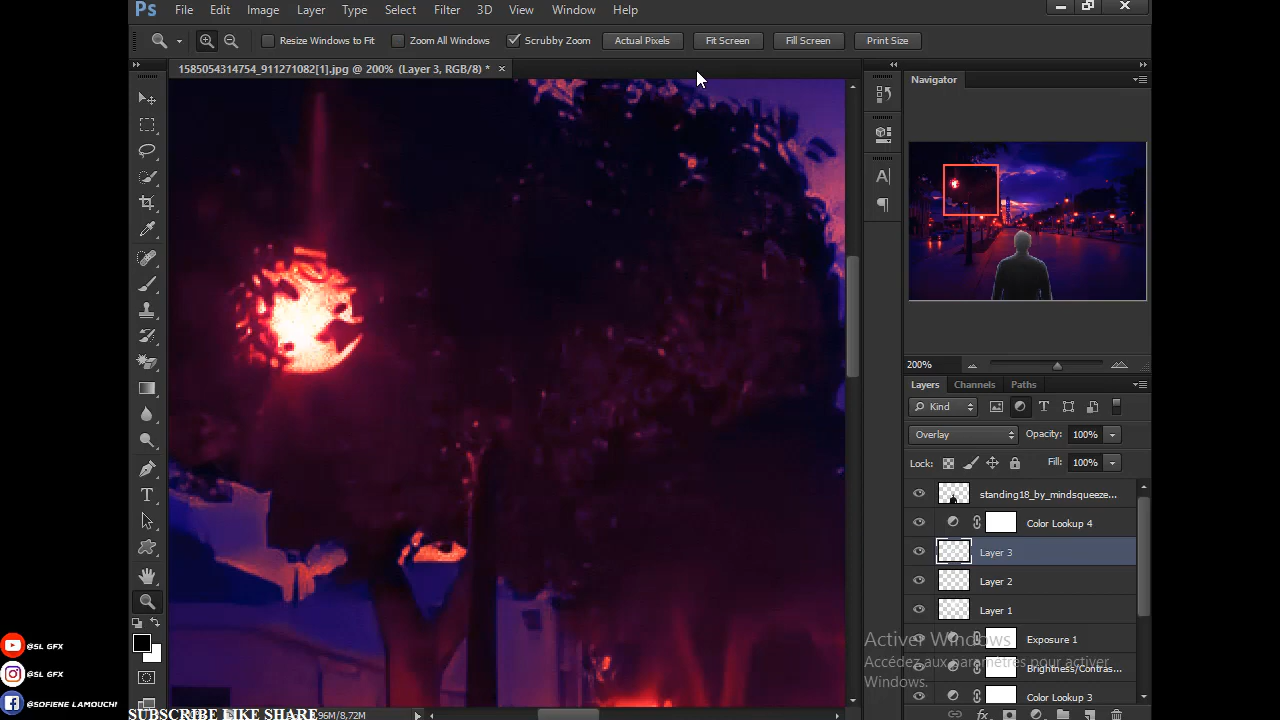 Ps File Edit Image Layer Type Select Filter 3D View Window Help
Resize Windows to Fit Zoom All Windows Scrubby Zoom Actual Pixels Fit Screen Fill Screen Print Size
1585054314754_911271082[1].jpg @ 200% (Layer 3, RGB/8) * ×
Navigator
200%
Layers Channels Paths
Kind
Overlay Opacity: 100%
Lock: Fill: 100%
standing18_by_mindsqueeze...
Color Lookup 4
Layer 3
Layer 2
Layer 1
Exposure 1
Brightness/Contras...
Color Lookup 3
Activer Windows
Accédez aux paramètres pour activer
Windows.
@SL GFX
@SL GFX
@SOFIENE LAMOUCHI
SUBSCRIBE LIKE SHARE
.96M/8,72M